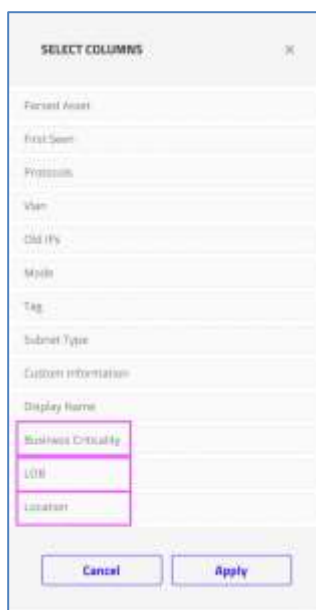 SELECT COLUMNS ×
Parsed Asset
First Seen
Protocols
Vlan
Old IPs
Mode
Tag
Subnet Type
Custom Information
Display Name
Business Criticality
LOB
Location
Cancel Apply